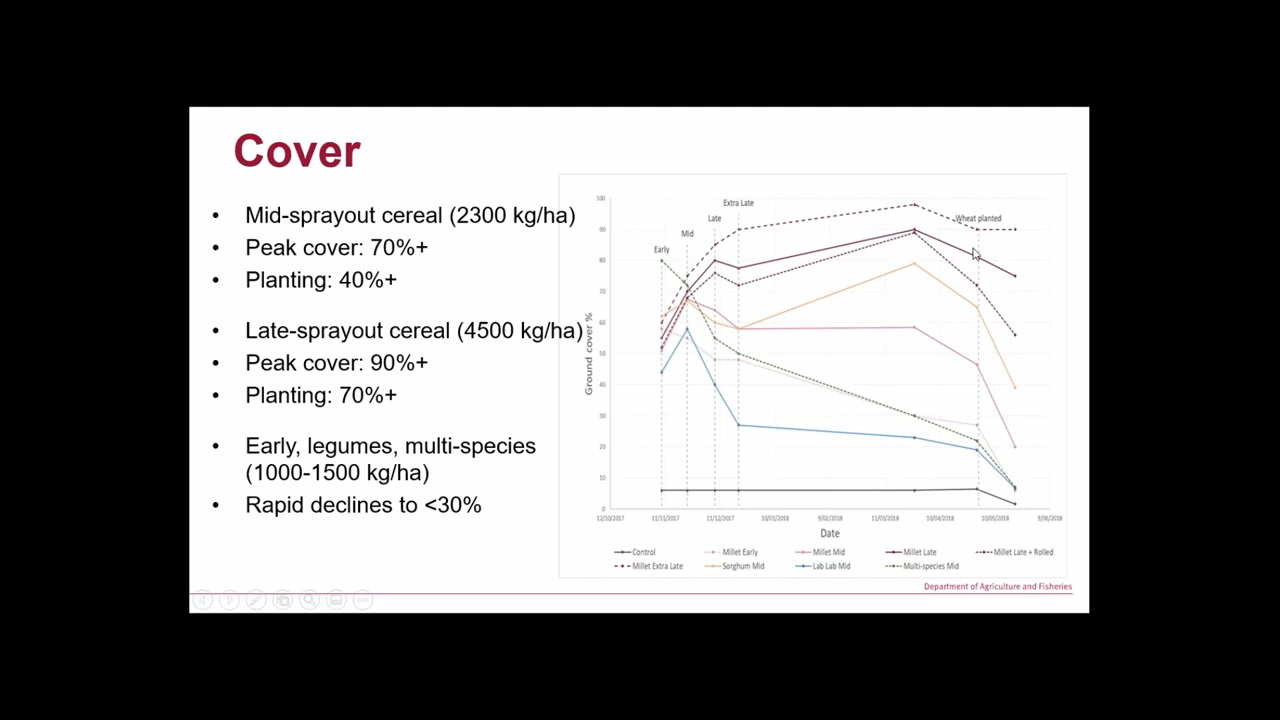 Cover
• Mid-sprayout cereal (2300 kg/ha)
• Peak cover: 70%+
• Planting: 40%+
• Late-sprayout cereal (4500 kg/ha)
• Peak cover: 90%+
• Planting: 70%+
• Early, legumes, multi-species
(1000-1500 kg/ha)
• Rapid declines to <30%
Extra Late
Late
Wheat planted
Mid
Early
100
90
80
70
60
50
40
30
20
10
0
Ground cover %
12/10/2017 11/11/2017 11/12/2017 10/01/2018 9/02/2018 11/03/2018 10/04/2018 10/05/2018 9/06/2018
Date
Control Millet Early Millet Mid Millet Late Millet Late + Rolled
Millet Extra Late Sorghum Mid Lab Lab Mid Multi-species Mid
Department of Agriculture and Fisheries